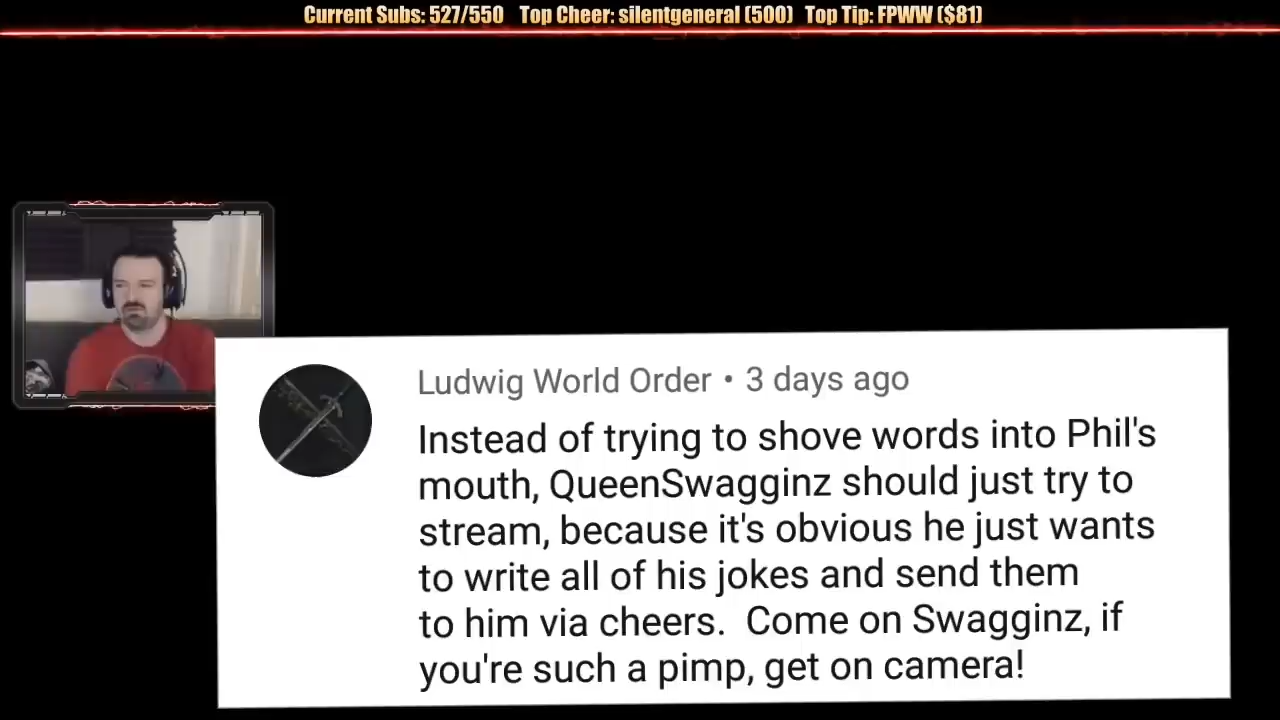 Current Subs: 527/550 Top Cheer: silentgeneral (500) Top Tip: FPWW ($81)
Ludwig World Order • 3 days ago
Instead of trying to shove words into Phil's
mouth, QueenSwagginz should just try to
stream, because it's obvious he just wants
to write all of his jokes and send them
to him via cheers.  Come on Swagginz, if
you're such a pimp, get on camera!